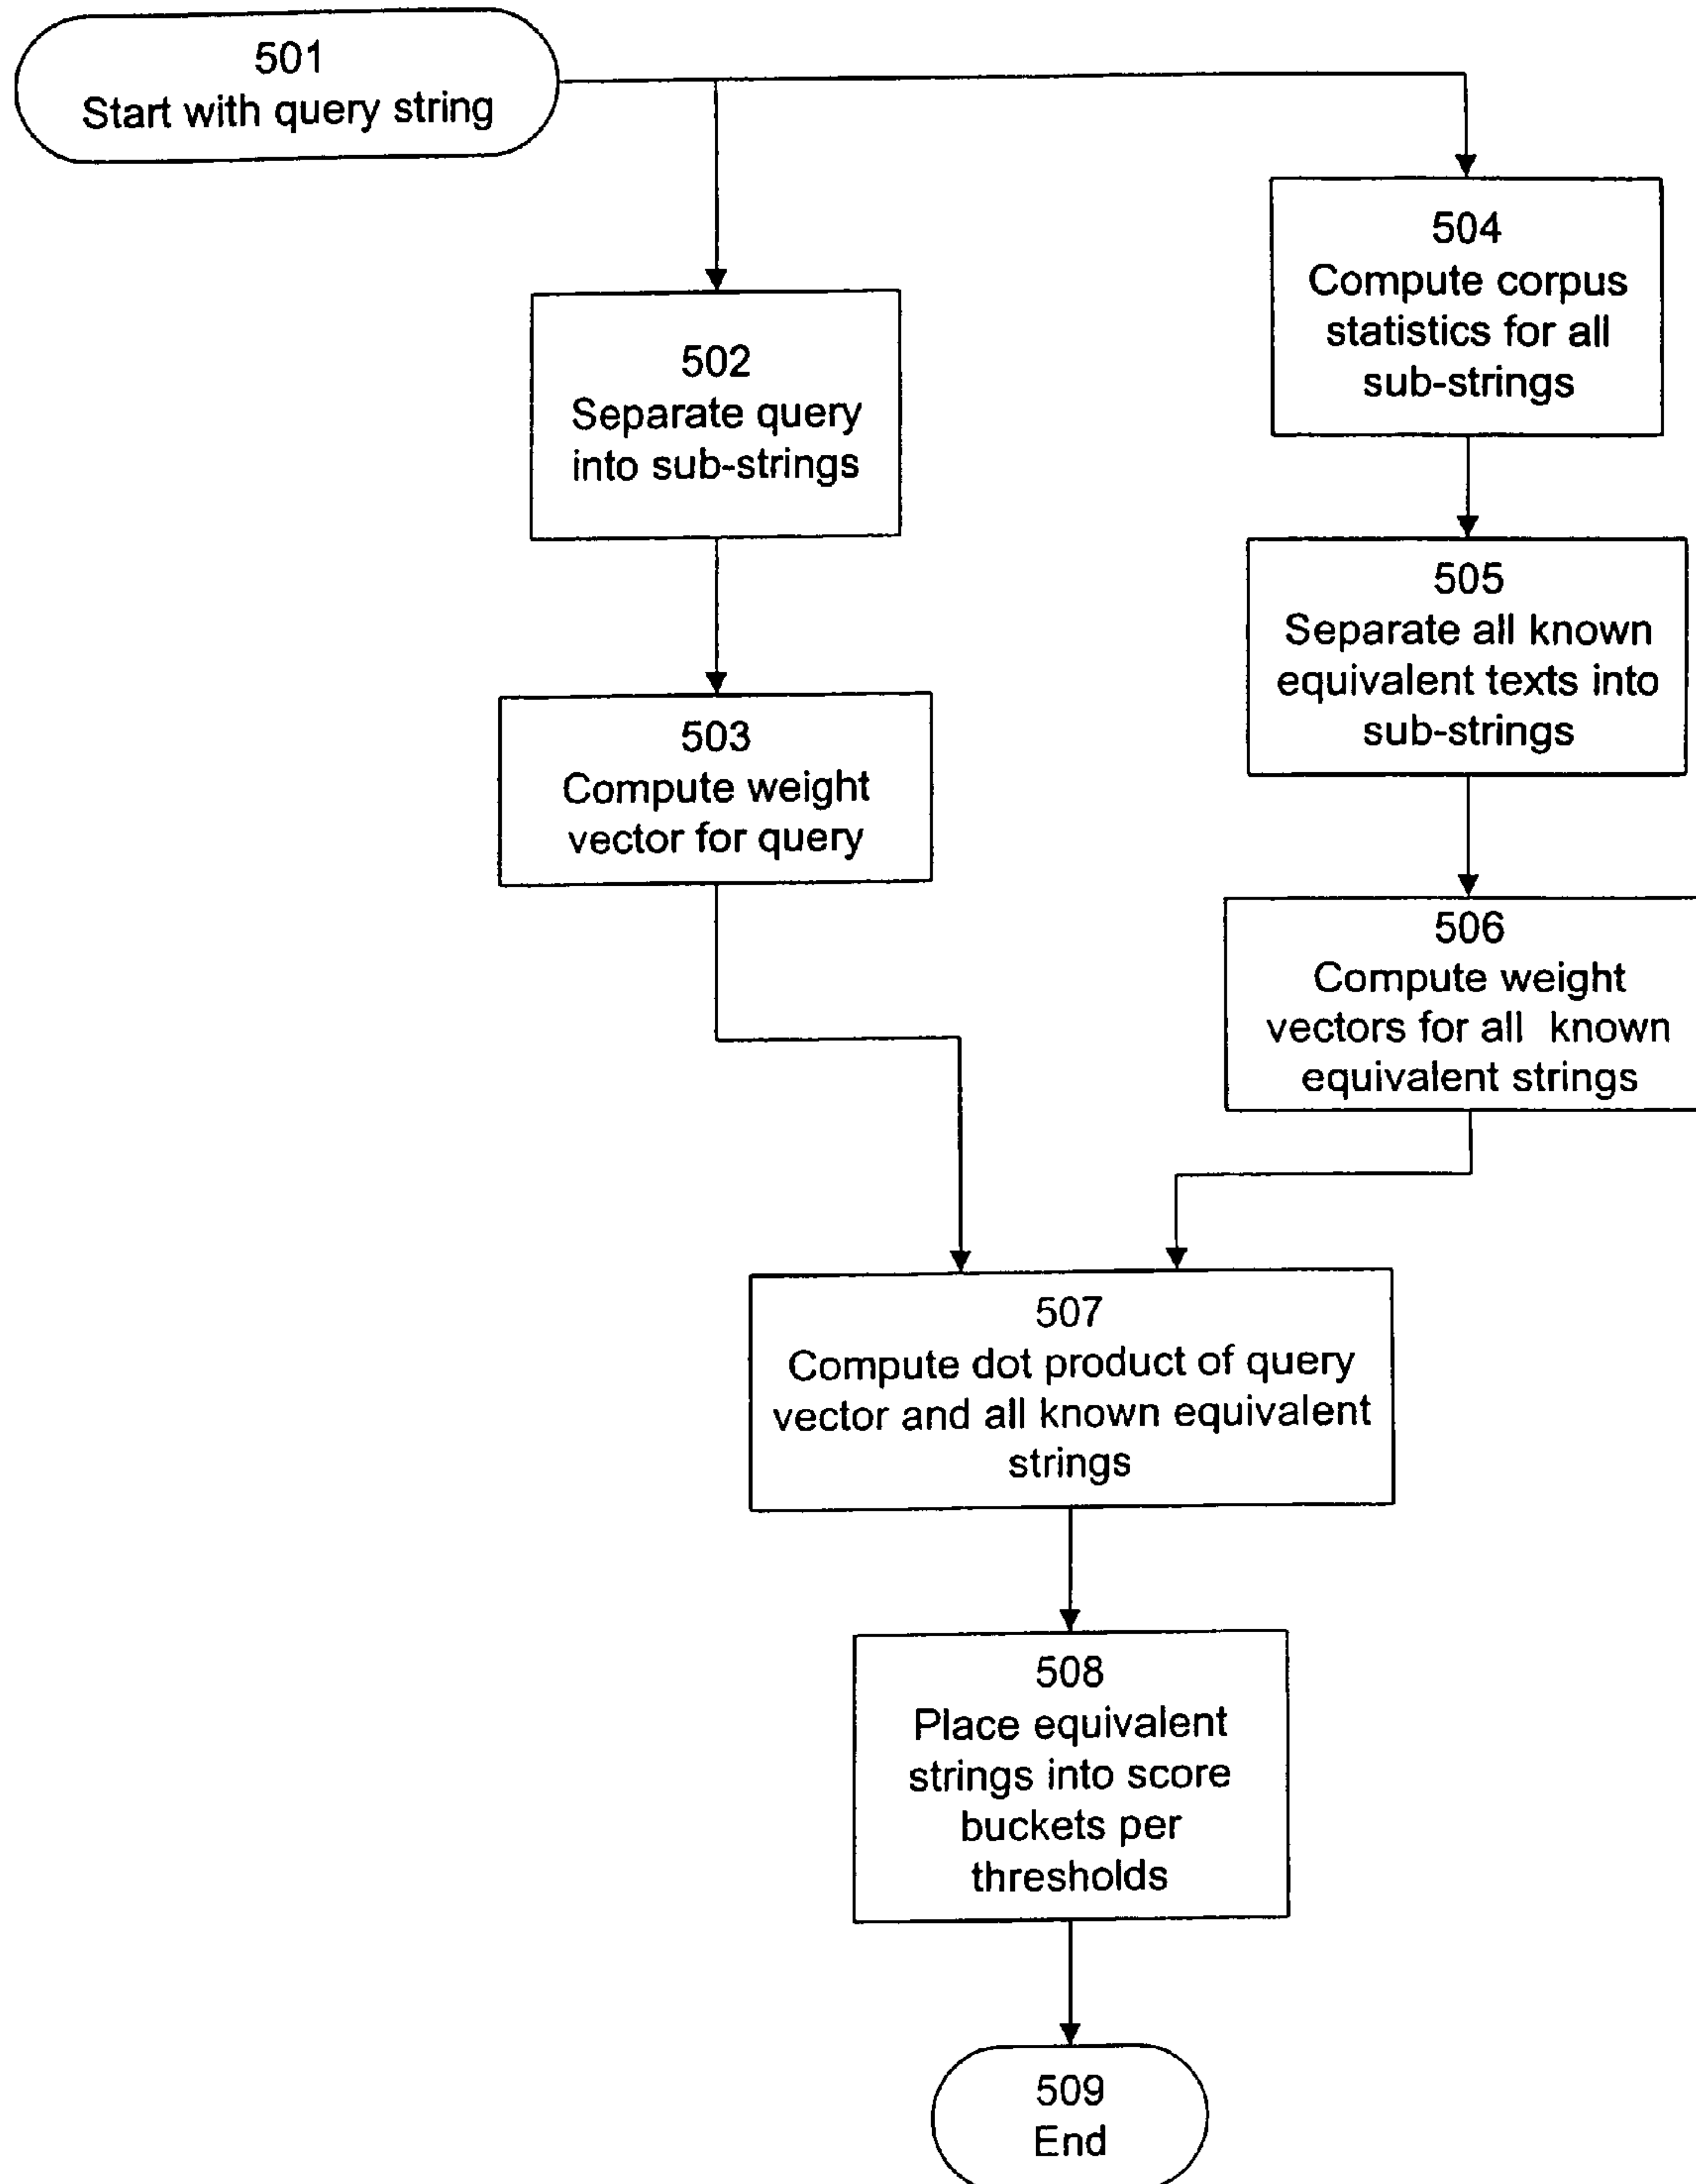 501
Start with query string
502
Separate query
into sub-strings
503
Compute weight
vector for query
504
Compute corpus
statistics for all
sub-strings
505
Separate all known
equivalent texts into
sub-strings
506
Compute weight
vectors for all known
equivalent strings
507
Compute dot product of query
vector and all known equivalent
strings
508
Place equivalent
strings into score
buckets per
thresholds
509
End